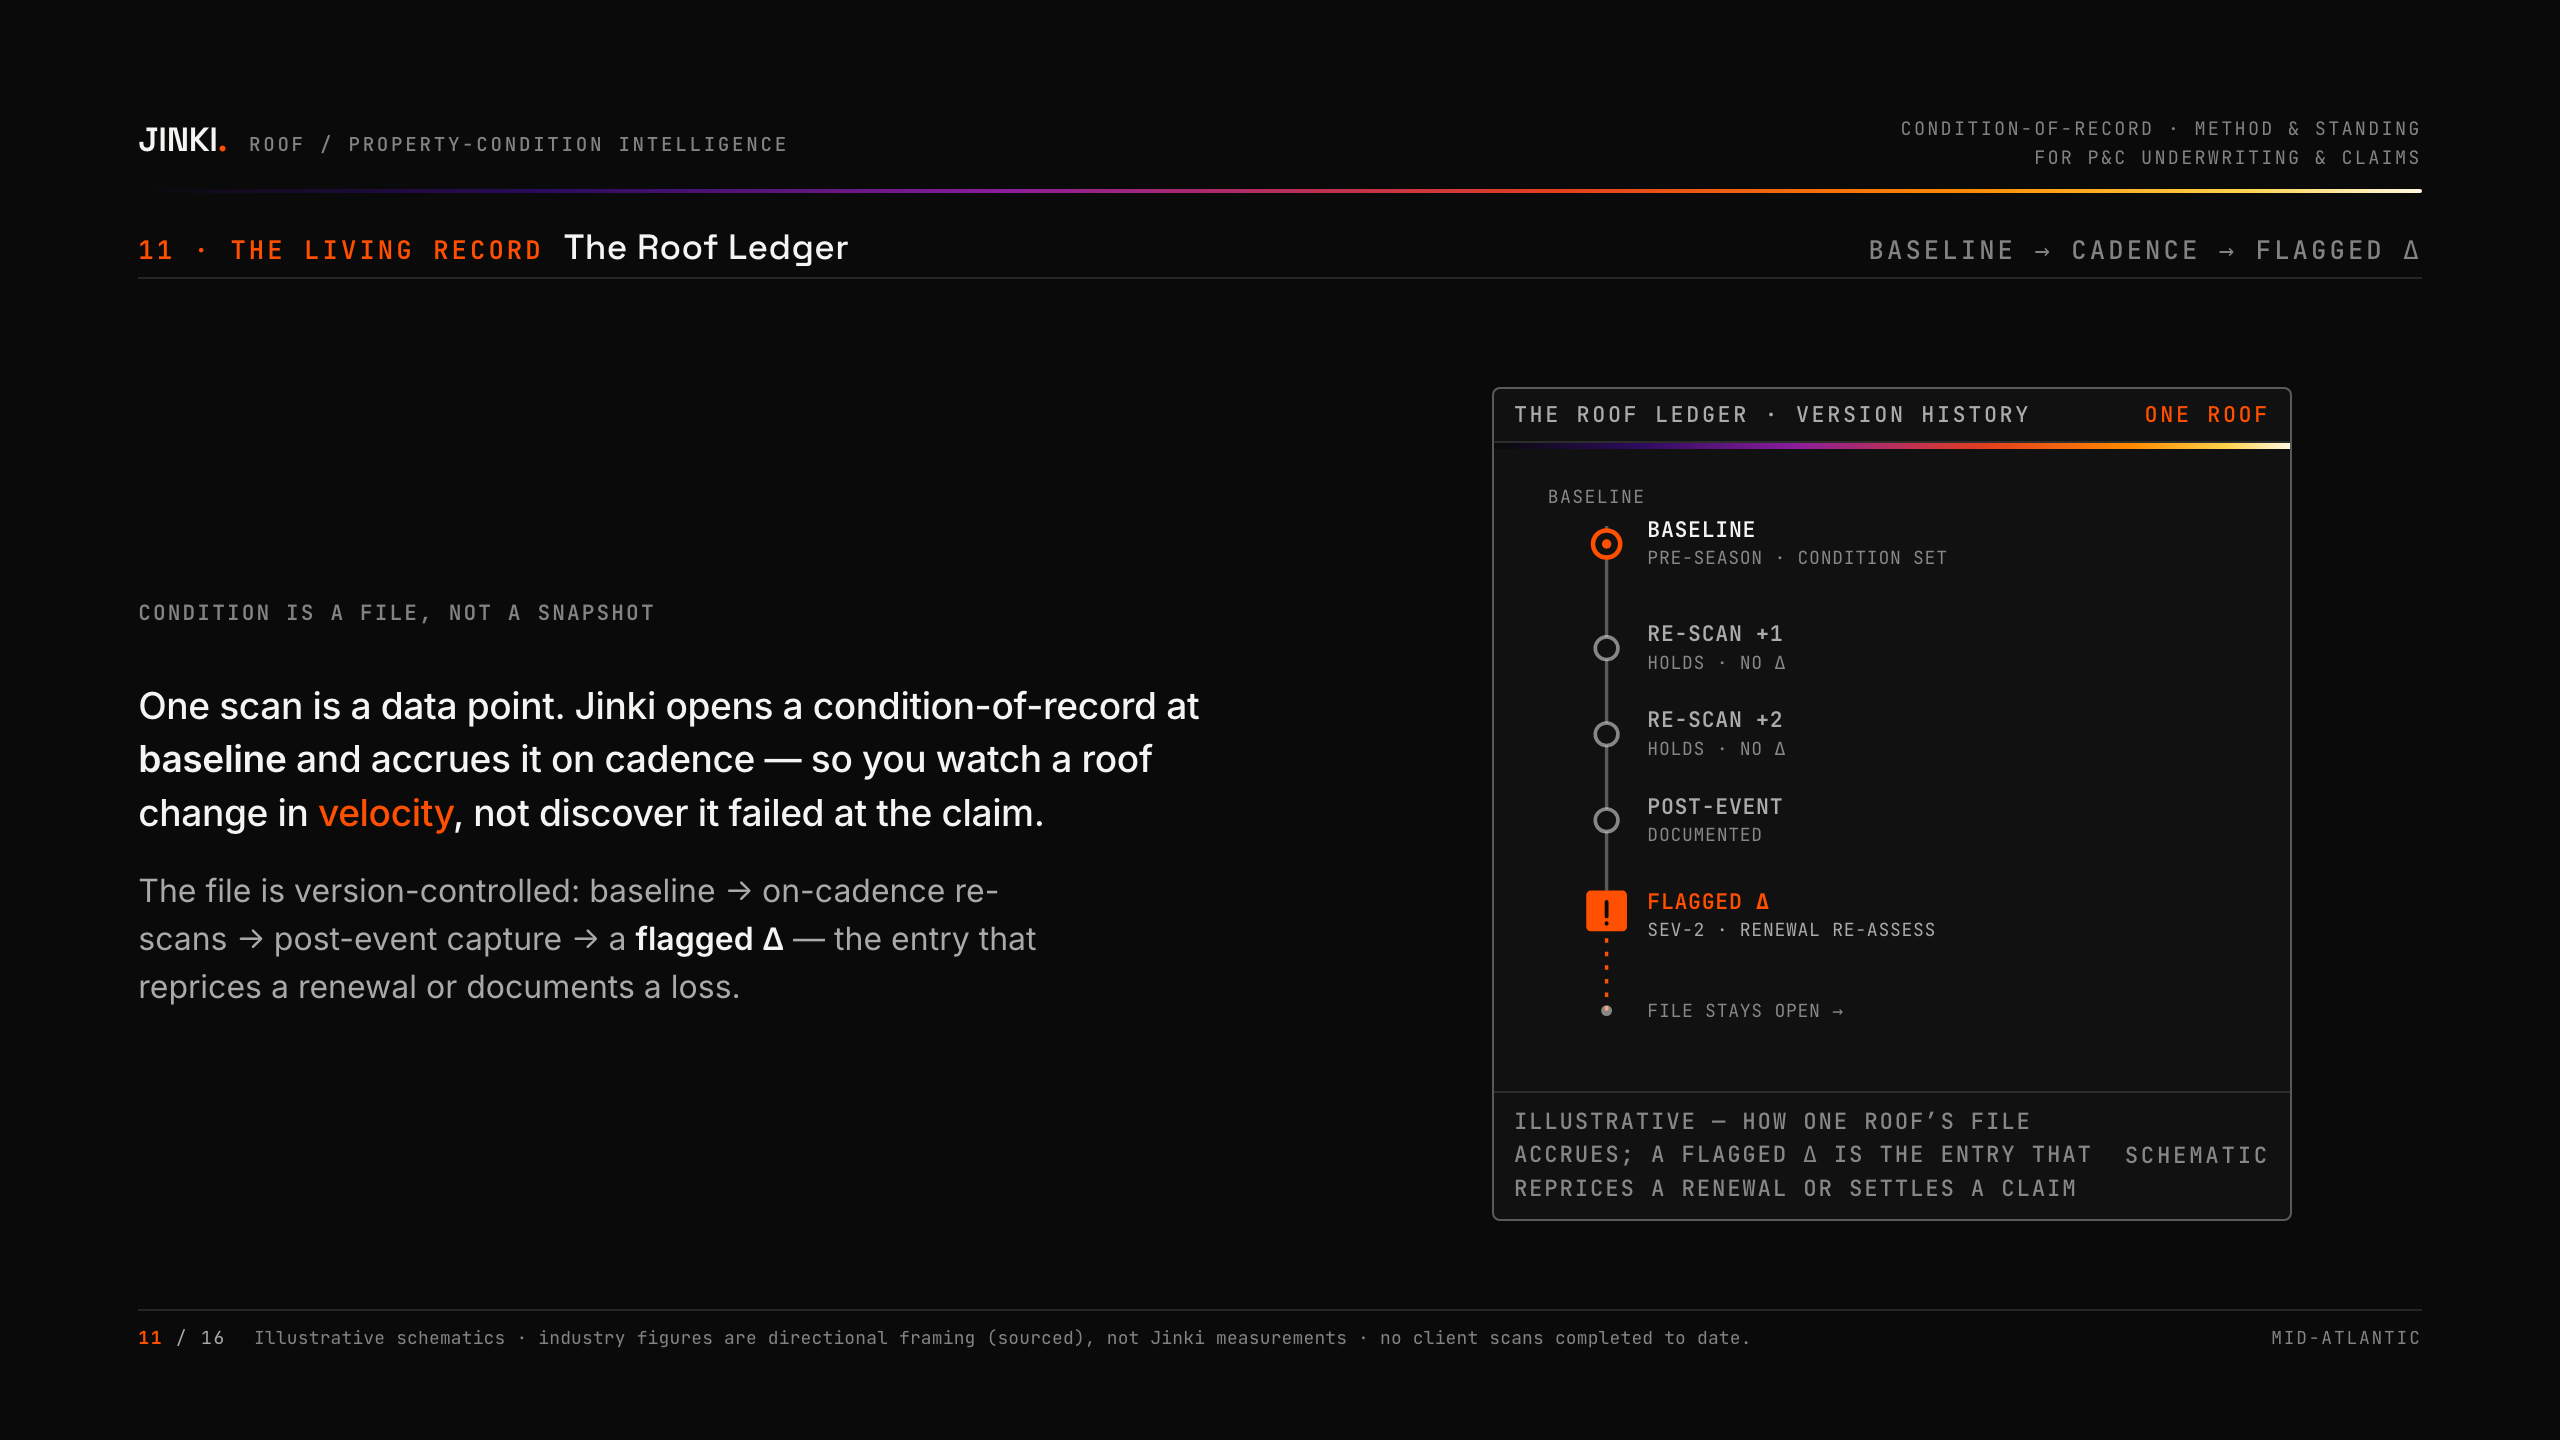 JINKI. ROOF / PROPERTY-CONDITION INTELLIGENCE
CONDITION-OF-RECORD · METHOD & STANDING
FOR P&C UNDERWRITING & CLAIMS
11 · THE LIVING RECORD The Roof Ledger
BASELINE → CADENCE → FLAGGED Δ
CONDITION IS A FILE, NOT A SNAPSHOT
One scan is a data point. Jinki opens a condition-of-record at
baseline and accrues it on cadence — so you watch a roof
change in velocity, not discover it failed at the claim.
The file is version-controlled: baseline → on-cadence re-
scans → post-event capture → a flagged Δ — the entry that
reprices a renewal or documents a loss.
THE ROOF LEDGER · VERSION HISTORY
ONE ROOF
BASELINE
BASELINE
PRE-SEASON · CONDITION SET
RE-SCAN +1
HOLDS · NO Δ
RE-SCAN +2
HOLDS · NO Δ
POST-EVENT
DOCUMENTED
!
FLAGGED Δ
SEV-2 · RENEWAL RE-ASSESS
FILE STAYS OPEN →
ILLUSTRATIVE — HOW ONE ROOF’S FILE
ACCRUES; A FLAGGED Δ IS THE ENTRY THAT
REPRICES A RENEWAL OR SETTLES A CLAIM
SCHEMATIC
11 / 16 Illustrative schematics · industry figures are directional framing (sourced), not Jinki measurements · no client scans completed to date.
MID-ATLANTIC